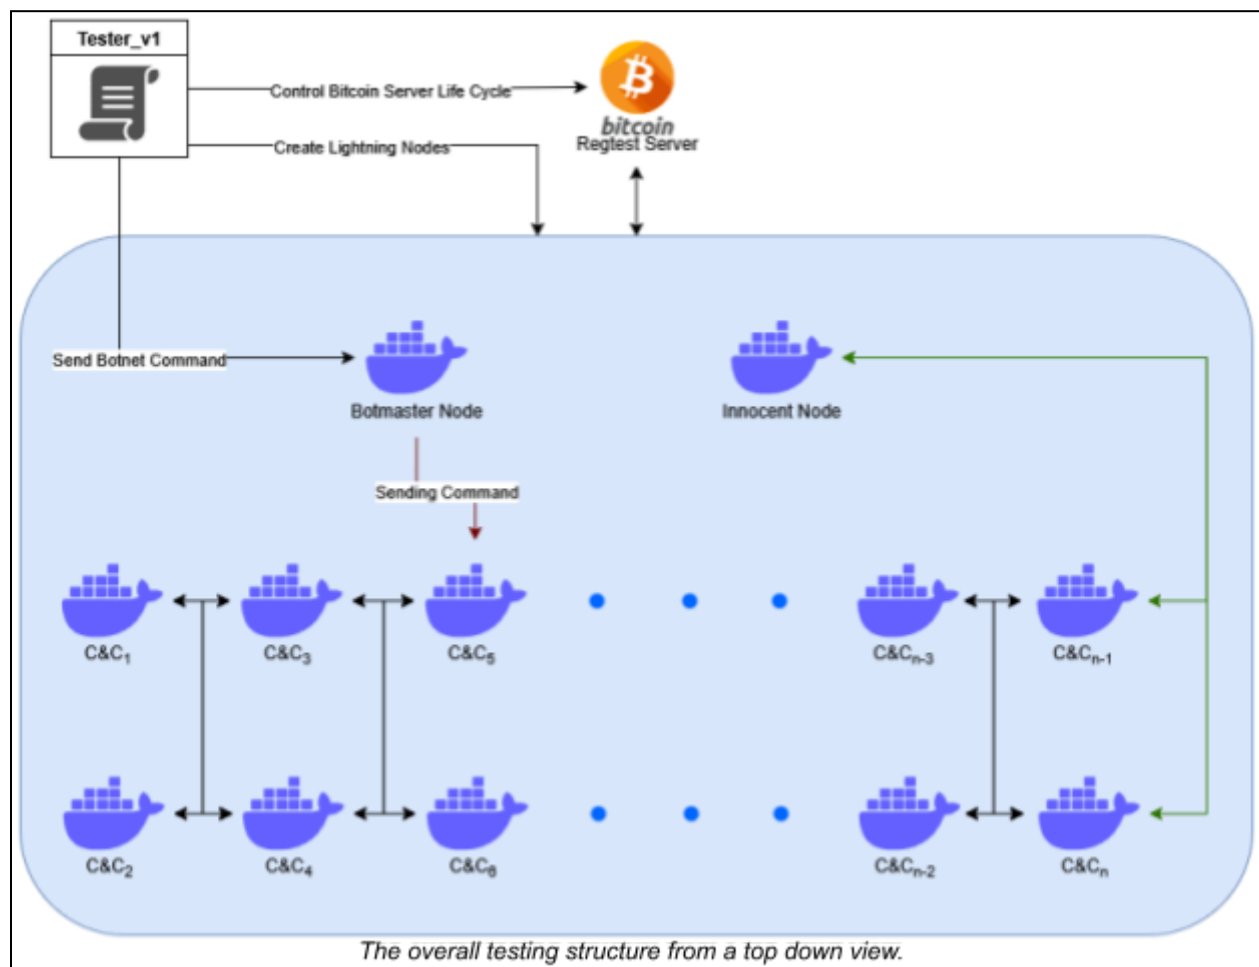 Tester_v1
Control Bitcoin Server Life Cycle
bitcoin
Regtest Server
Create Lightning Nodes
Send Botnet Command
Botmaster Node
Innocent Node
Sending Command
C&C1
C&C3
C&C5
C&Cn-3
C&Cn-1
C&C2
C&C4
C&C6
C&Cn-2
C&Cn
The overall testing structure from a top down view.